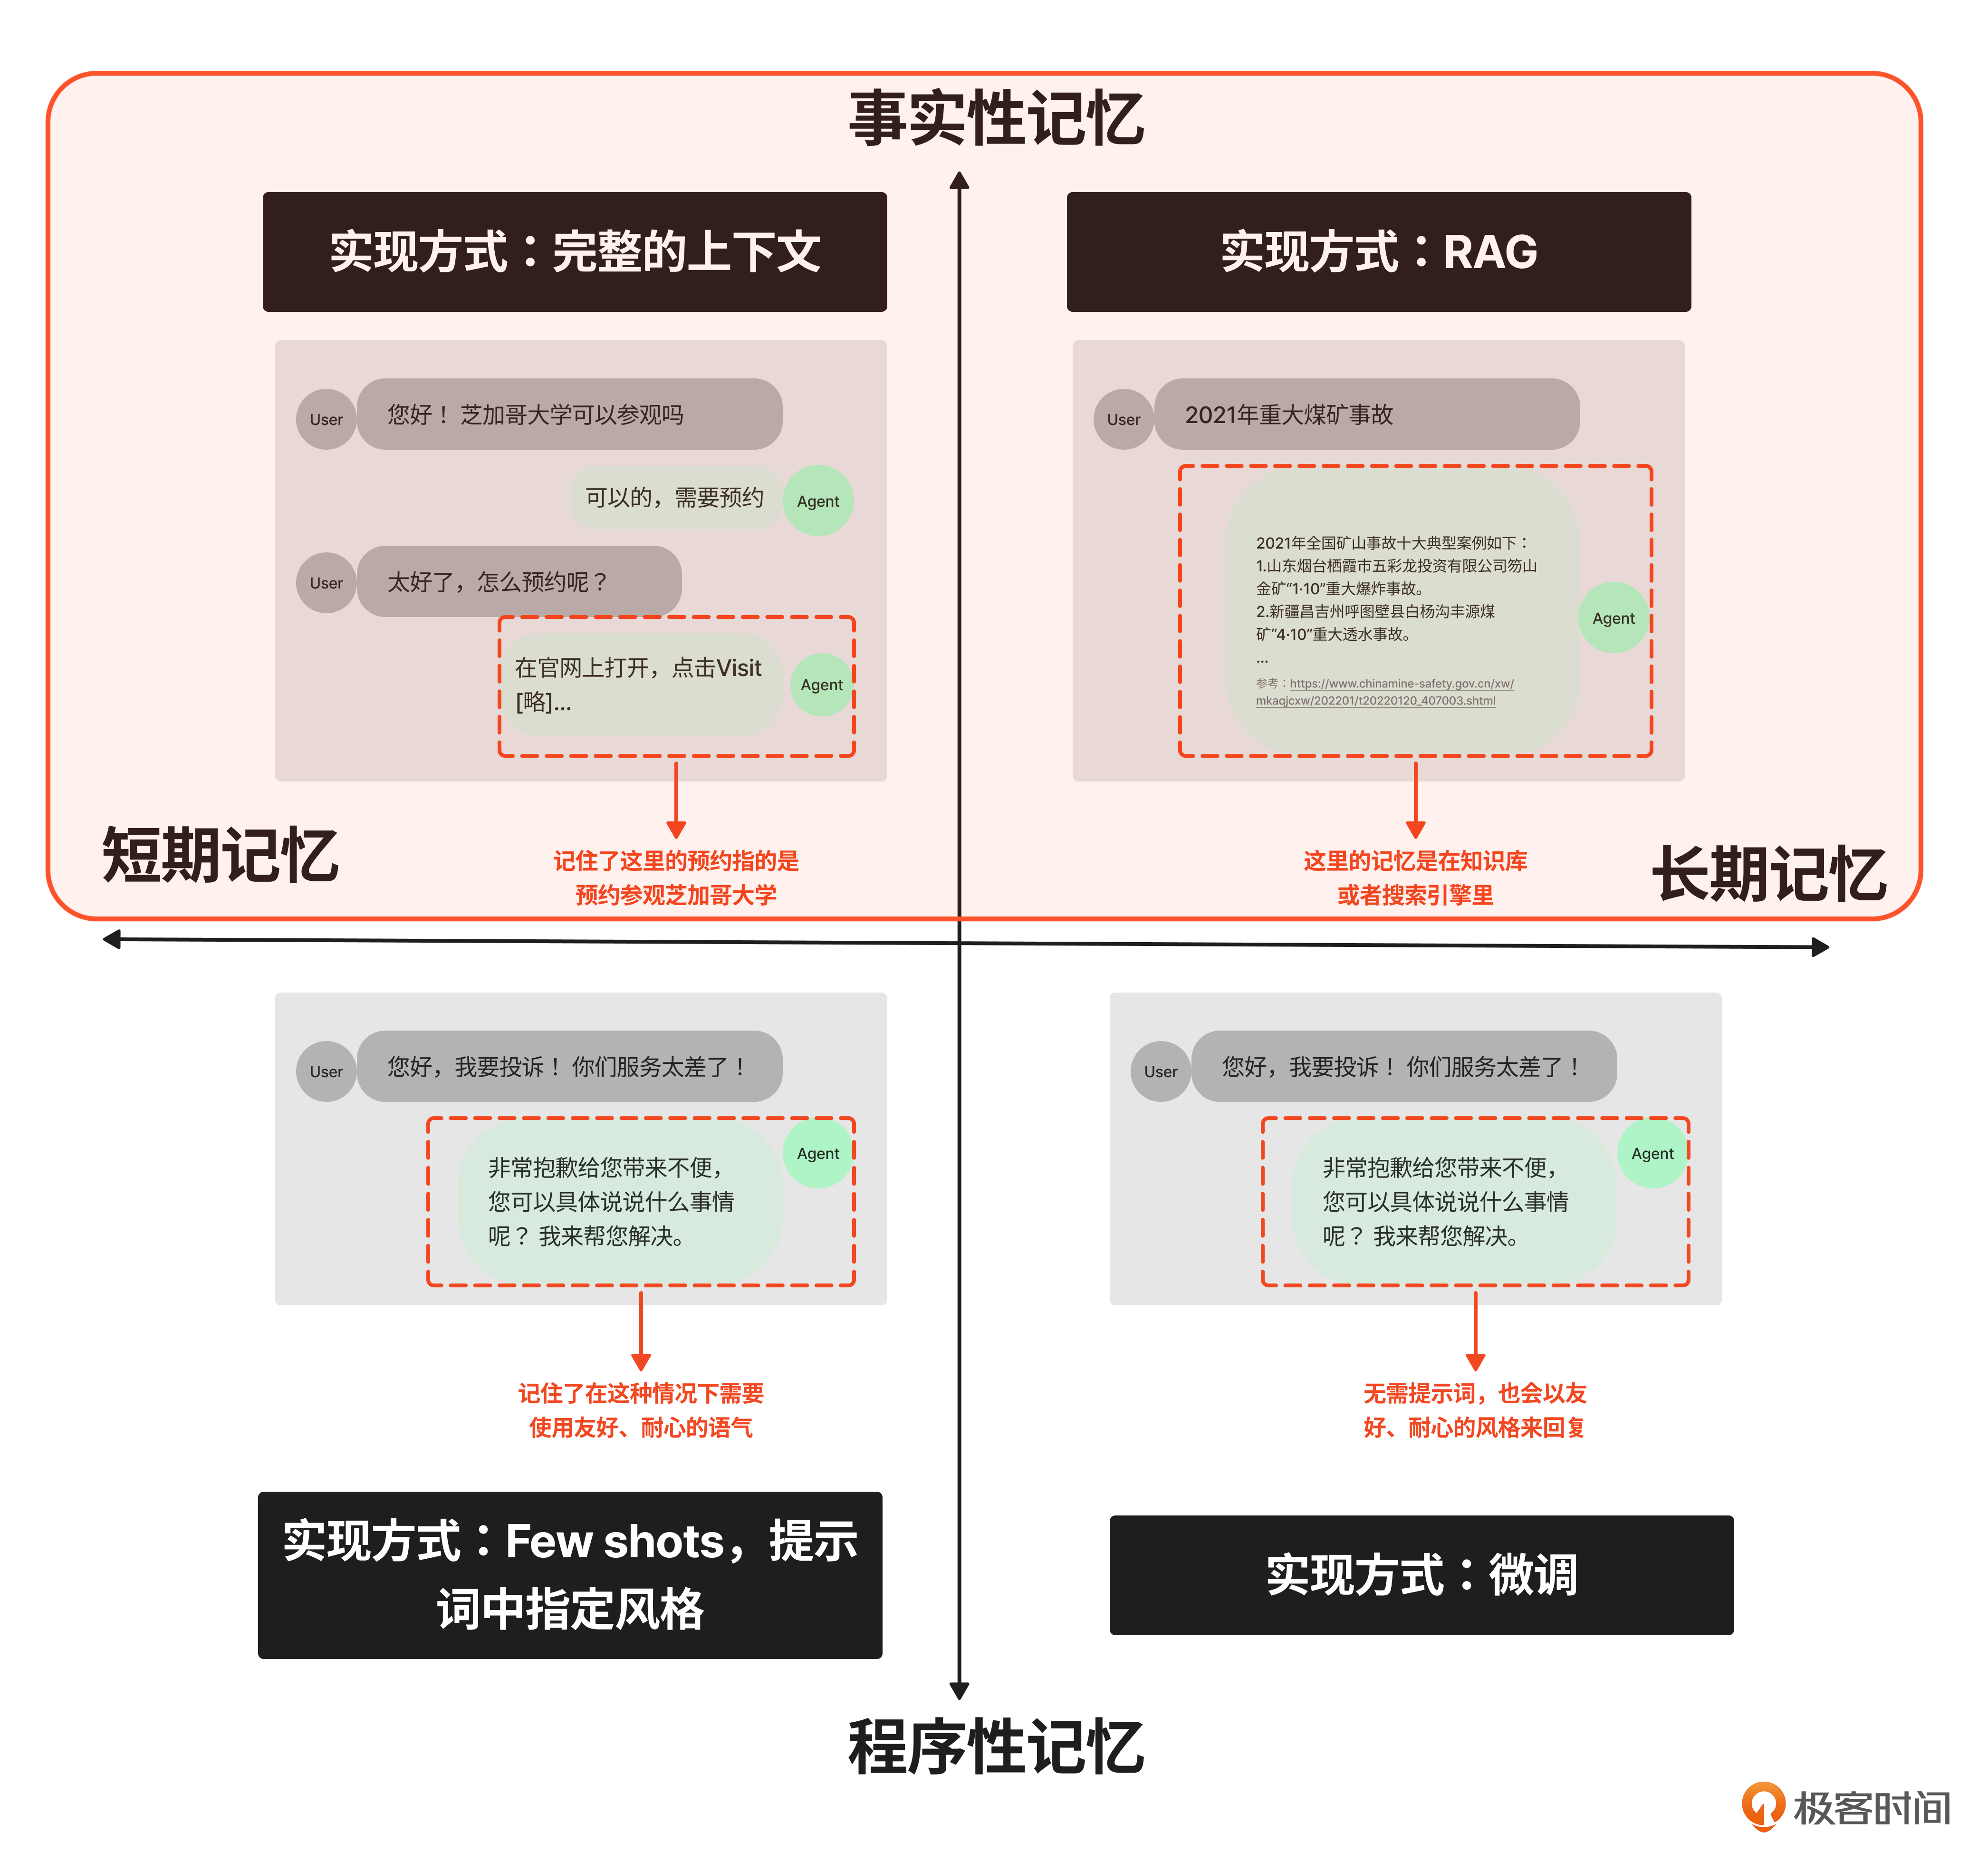 事实性记忆
实现方式：完整的上下文
User
您好！ 芝加哥大学可以参观吗
可以的，需要预约
Agent
User
太好了，怎么预约呢？
在官网上打开，点击Visit
[略]...
Agent
记住了这里的预约指的是
预约参观芝加哥大学
实现方式：RAG
User
2021年重大煤矿事故
2021年全国矿山事故十大典型案例如下：
1.山东烟台栖霞市五彩龙投资有限公司笏山
金矿“1·10”重大爆炸事故。
2.新疆昌吉州呼图壁县白杨沟丰源煤
矿“4·10”重大透水事故。
...
参考：https://www.chinamine-safety.gov.cn/xw/
mkaqjcxw/202201/t20220120_407003.shtml
Agent
这里的记忆是在知识库
或者搜索引擎里
短期记忆
长期记忆
User
您好，我要投诉！ 你们服务太差了！
Agent
非常抱歉给您带来不便，
您可以具体说说什么事情
呢？ 我来帮您解决。
记住了在这种情况下需要
使用友好、耐心的语气
实现方式：Few shots，提示
词中指定风格
User
您好，我要投诉！ 你们服务太差了！
Agent
非常抱歉给您带来不便，
您可以具体说说什么事情
呢？ 我来帮您解决。
无需提示词，也会以友
好、耐心的风格来回复
实现方式：微调
程序性记忆
极客时间